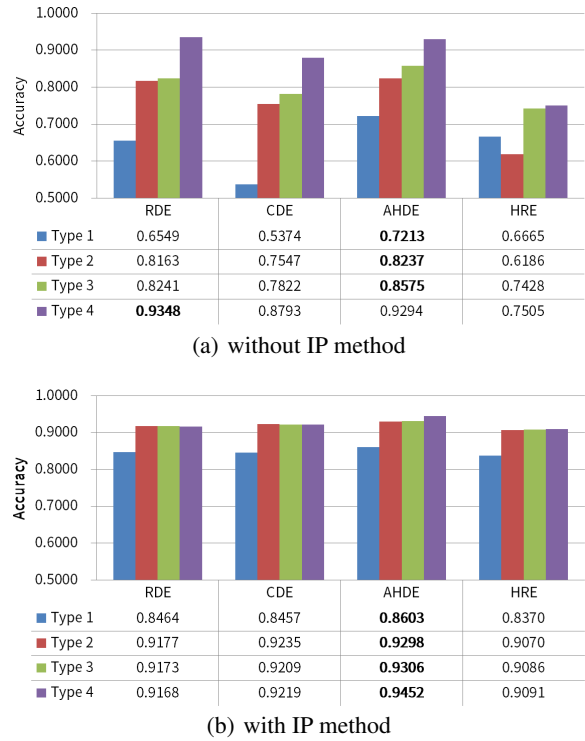 1.0000
0.9000
0.8000
0.7000
0.6000
0.5000
Accuracy
RDE CDE AHDE HRE
Type 1 0.6549 0.5374 0.7213 0.6665
Type 2 0.8163 0.7547 0.8237 0.6186
Type 3 0.8241 0.7822 0.8575 0.7428
Type 4 0.9348 0.8793 0.9294 0.7505
(a) without IP method
1.0000
0.9000
0.8000
0.7000
0.6000
0.5000
Accuracy
RDE CDE AHDE HRE
Type 1 0.8464 0.8457 0.8603 0.8370
Type 2 0.9177 0.9235 0.9298 0.9070
Type 3 0.9173 0.9209 0.9306 0.9086
Type 4 0.9168 0.9219 0.9452 0.9091
(b) with IP method